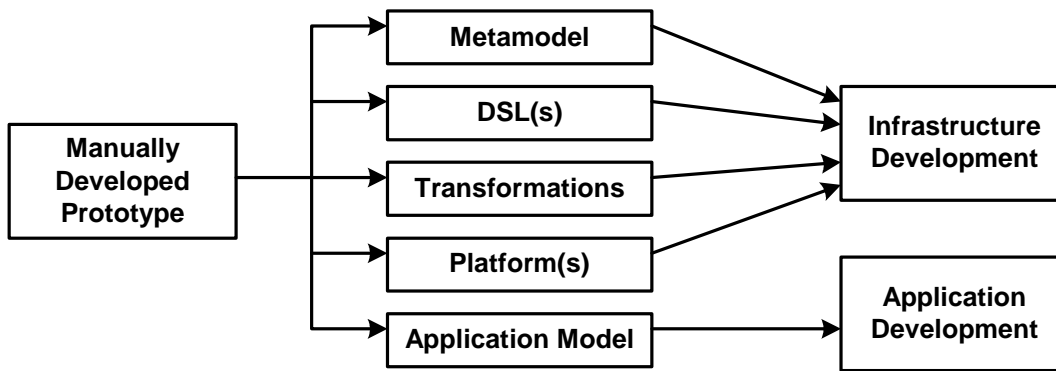 Manually
Developed
Prototype
Metamodel
DSL(s)
Transformations
Platform(s)
Application Model
Infrastructure
Development
Application
Development